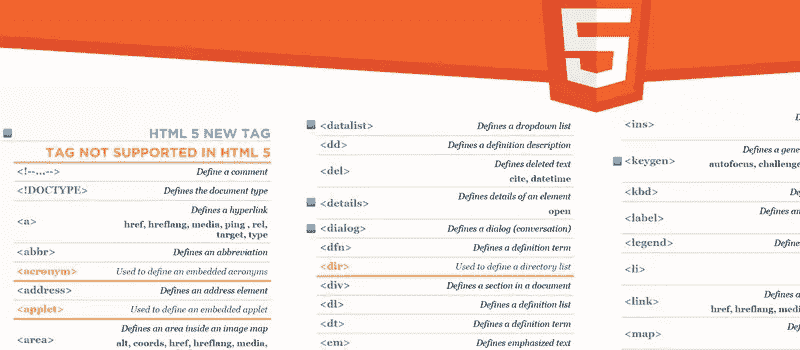 5
HTML 5 NEW TAG
TAG NOT SUPPORTED IN HTML 5
<!--...--> Define a comment
<!DOCTYPE> Defines the document type
Defines a hyperlink
<a> href, hreflang, media, ping , rel,
target, type
<abbr> Defines an abbreviation
<acronym> Used to define an embedded acronyms
<address> Defines an address element
<applet> Used to define an embedded applet
Defines an area inside an image map
<area> alt, coords, href, hreflang, media,
<datalist> Defines a dropdown list
<dd> Defines a definition description
Defines deleted text
<del> cite, datetime
Defines details of an element
<details> open
<dialog> Defines a dialog (conversation)
<dfn> Defines a definition term
<dir> Used to define a directory list
<div> Defines a section in a document
<dl> Defines a definition list
<dt> Defines a definition term
<em> Defines emphasized text
<ins>
Defines a gene
<keygen> autofocus, challeng
<kbd> De
<label> Defines an
<legend> Defin
<li>
Defines a
<link> href, hreflang, medi
<map> Def